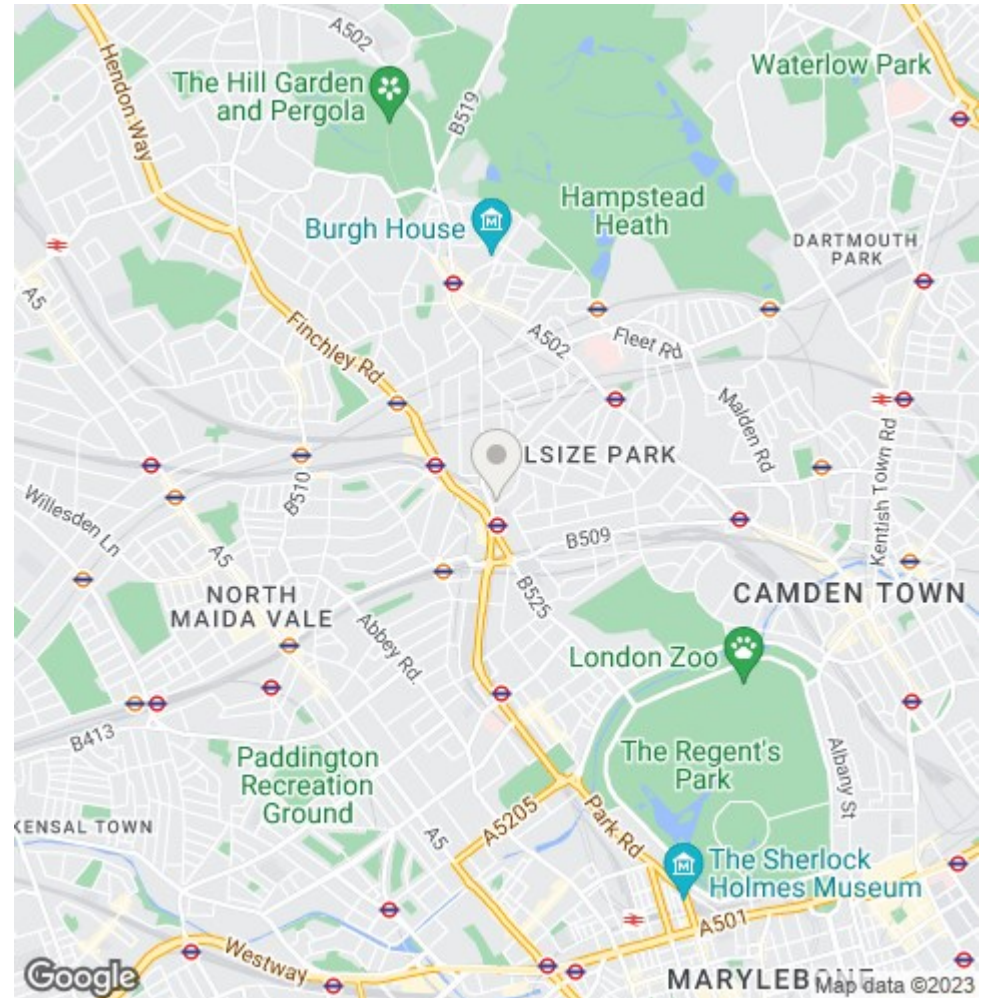 A502
The Hill Garden
and Pergola
B519
Waterlow Park
Hendon Way
Hampstead
Heath
Burgh House
DARTMOUTH
PARK
A5
A502
Fleet Rd
Finchley Rd
Malden Rd
Kentish Town Rd
LSIZE PARK
B510
Willesden Ln
A5
B509
B525
NORTH
MAIDA VALE
CAMDEN TOWN
Abbey Rd.
London Zoo
B413
Paddington
Recreation
Ground
The Regent's
Park
Albany St
KENSAL TOWN
A5
A5205
Park Rd
The Sherlock
Holmes Museum
A501
Westway
MARYLEBONE
Google
Map data ©2023